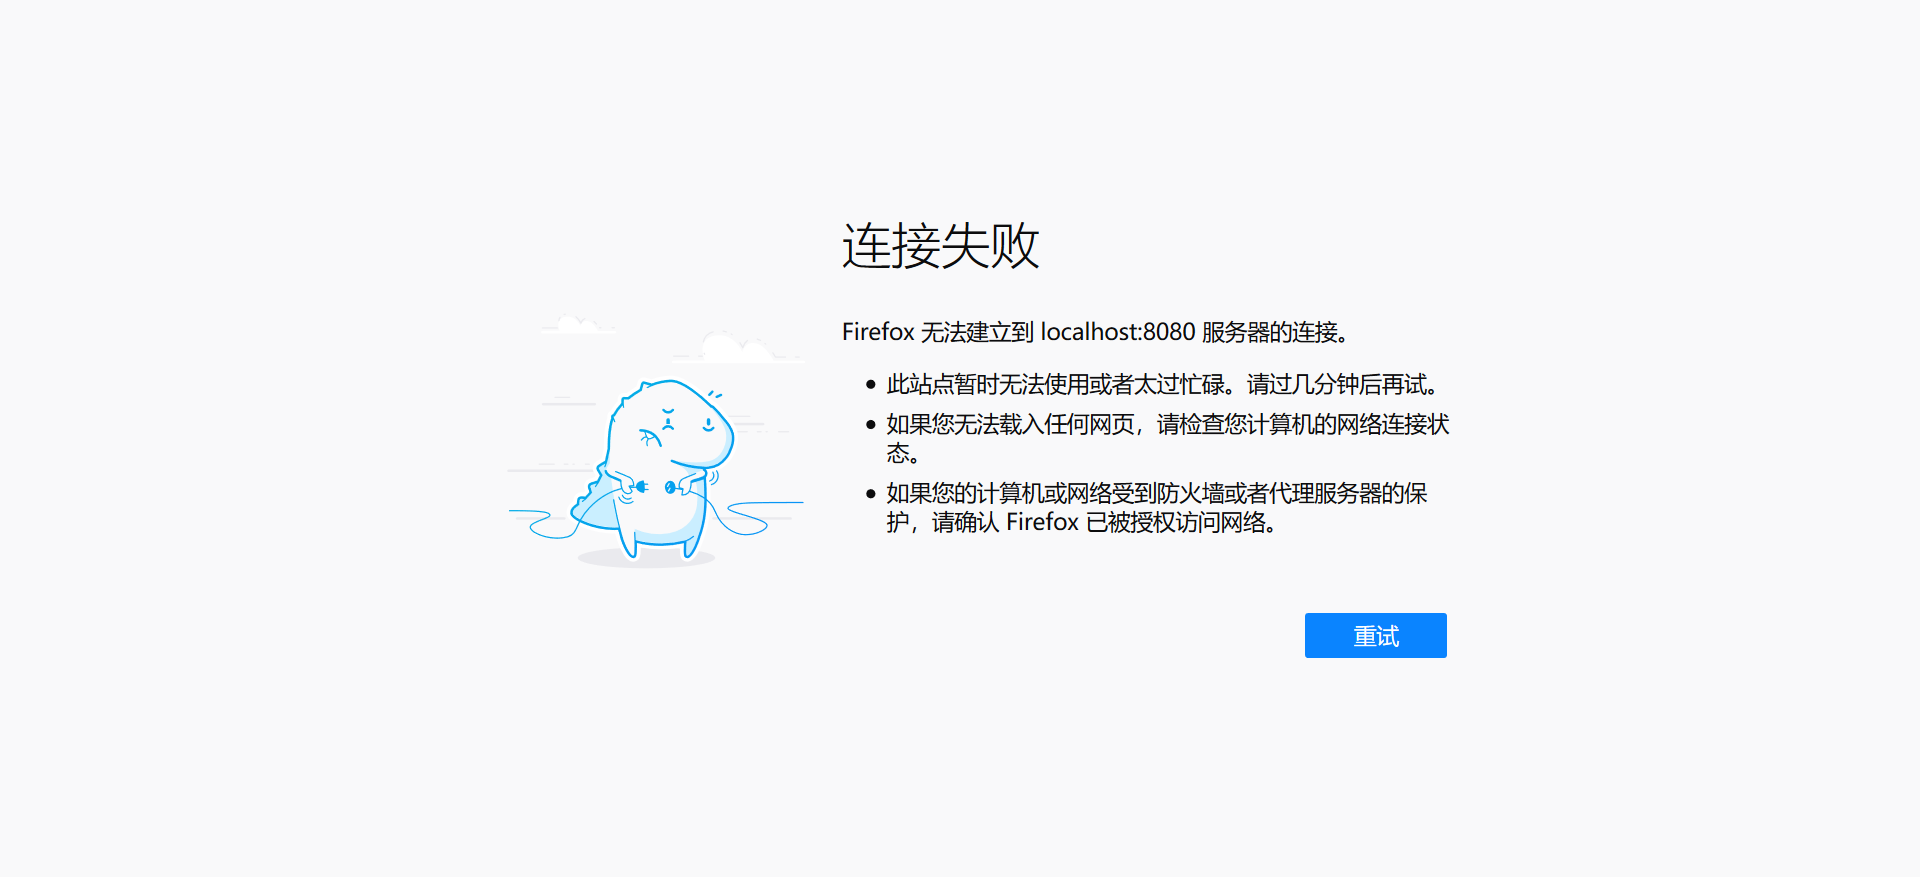 连接失败
Firefox 无法建立到 localhost:8080 服务器的连接。
此站点暂时无法使用或者太过忙碌。请过几分钟后再试。
如果您无法载入任何网页，请检查您计算机的网络连接状
态。
如果您的计算机或网络受到防火墙或者代理服务器的保
护，请确认 Firefox 已被授权访问网络。
重试